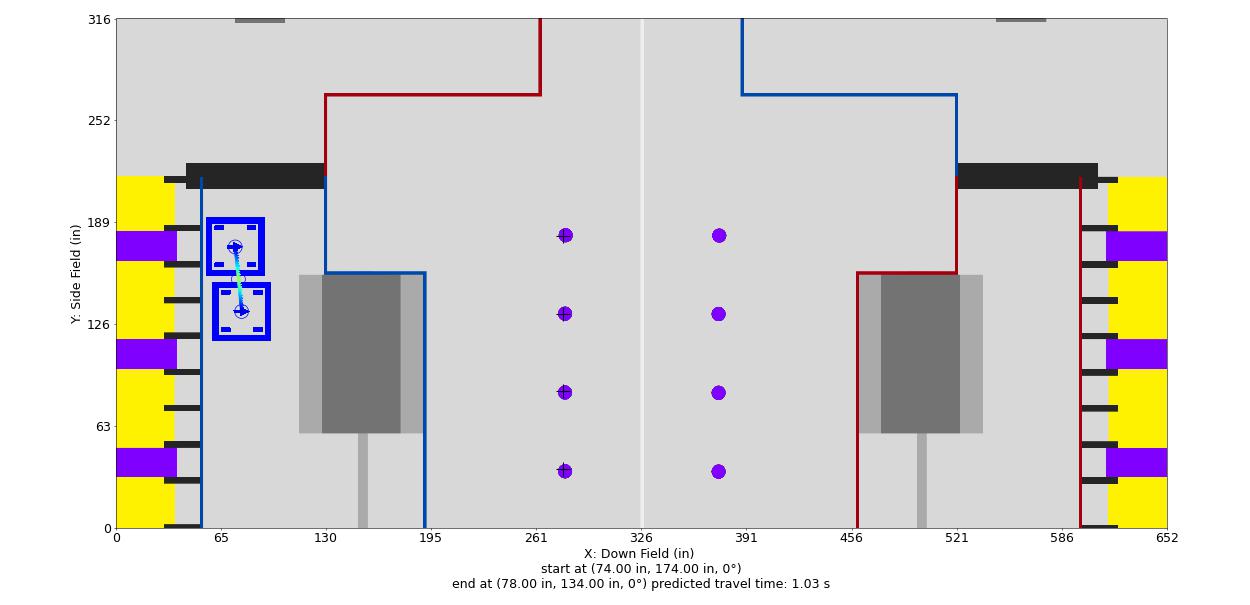 316
252
189
126
63
0
Y: Side Field (in)
0 65 130 195 261 326 391 456 521 586 652
X: Down Field (in)
start at (74.00 in, 174.00 in, 0°)
end at (78.00 in, 134.00 in, 0°) predicted travel time: 1.03 s